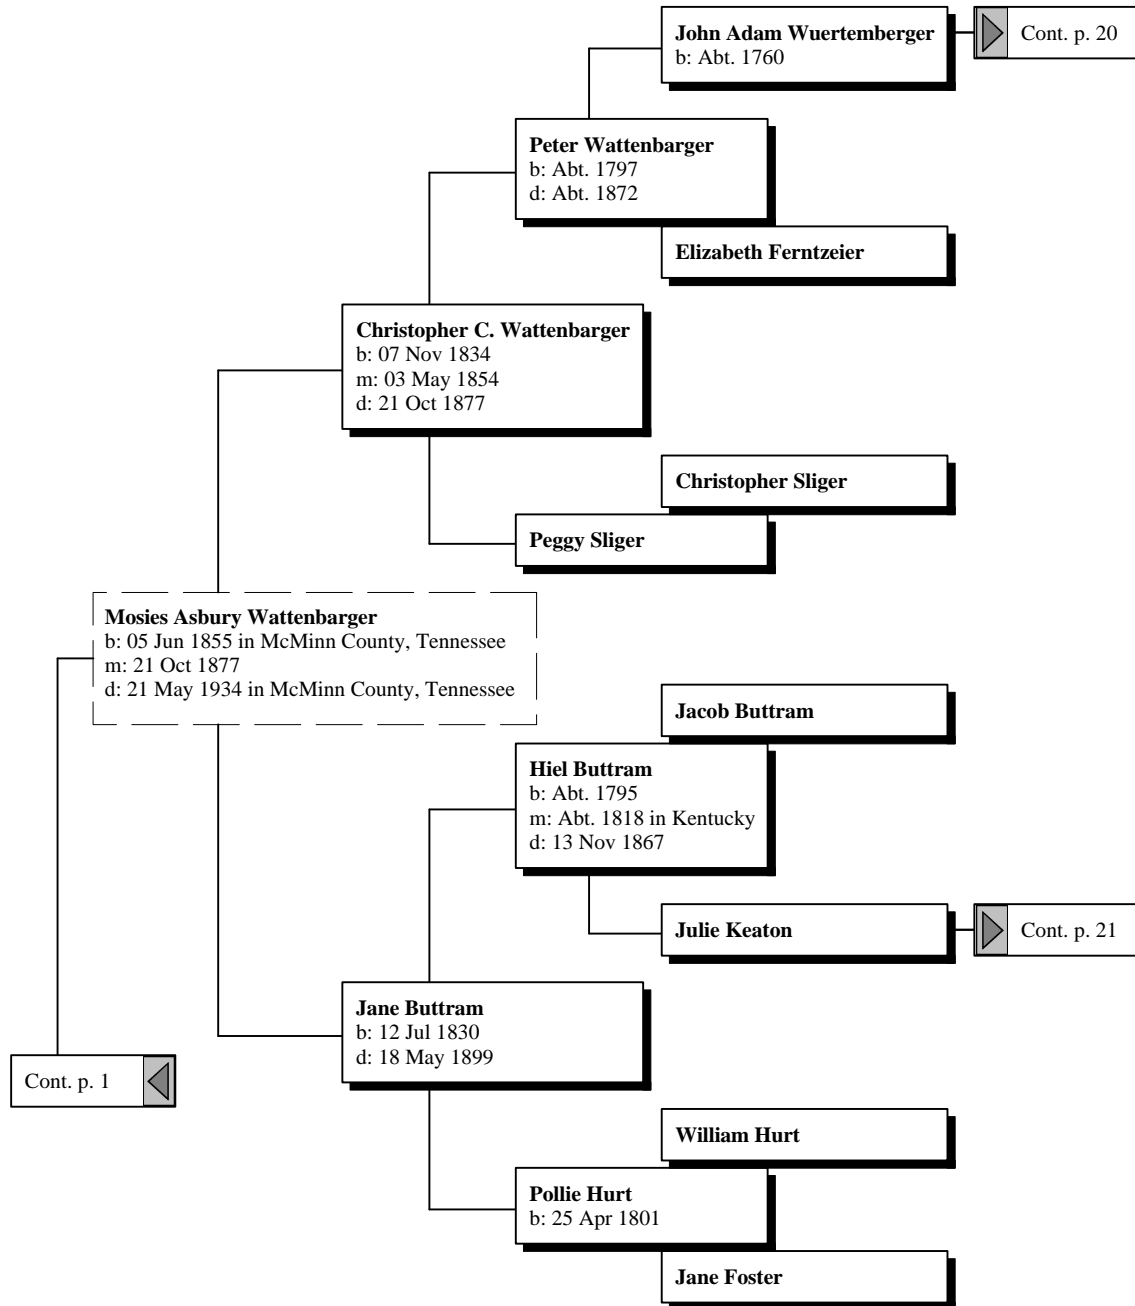 John Adam Wuertemberger
b: Abt. 1760
Cont. p. 20
Peter Wattenbarger
b: Abt. 1797
d: Abt. 1872
Elizabeth Ferntzeier
Christopher C. Wattenbarger
b: 07 Nov 1834
m: 03 May 1854
d: 21 Oct 1877
Christopher Sliger
Peggy Sliger
Mosies Asbury Wattenbarger
b: 05 Jun 1855 in McMinn County, Tennessee
m: 21 Oct 1877
d: 21 May 1934 in McMinn County, Tennessee
Jacob Buttram
Hiel Buttram
b: Abt. 1795
m: Abt. 1818 in Kentucky
d: 13 Nov 1867
Julie Keaton
Cont. p. 21
Jane Buttram
b: 12 Jul 1830
d: 18 May 1899
Cont. p. 1
William Hurt
Pollie Hurt
b: 25 Apr 1801
Jane Foster